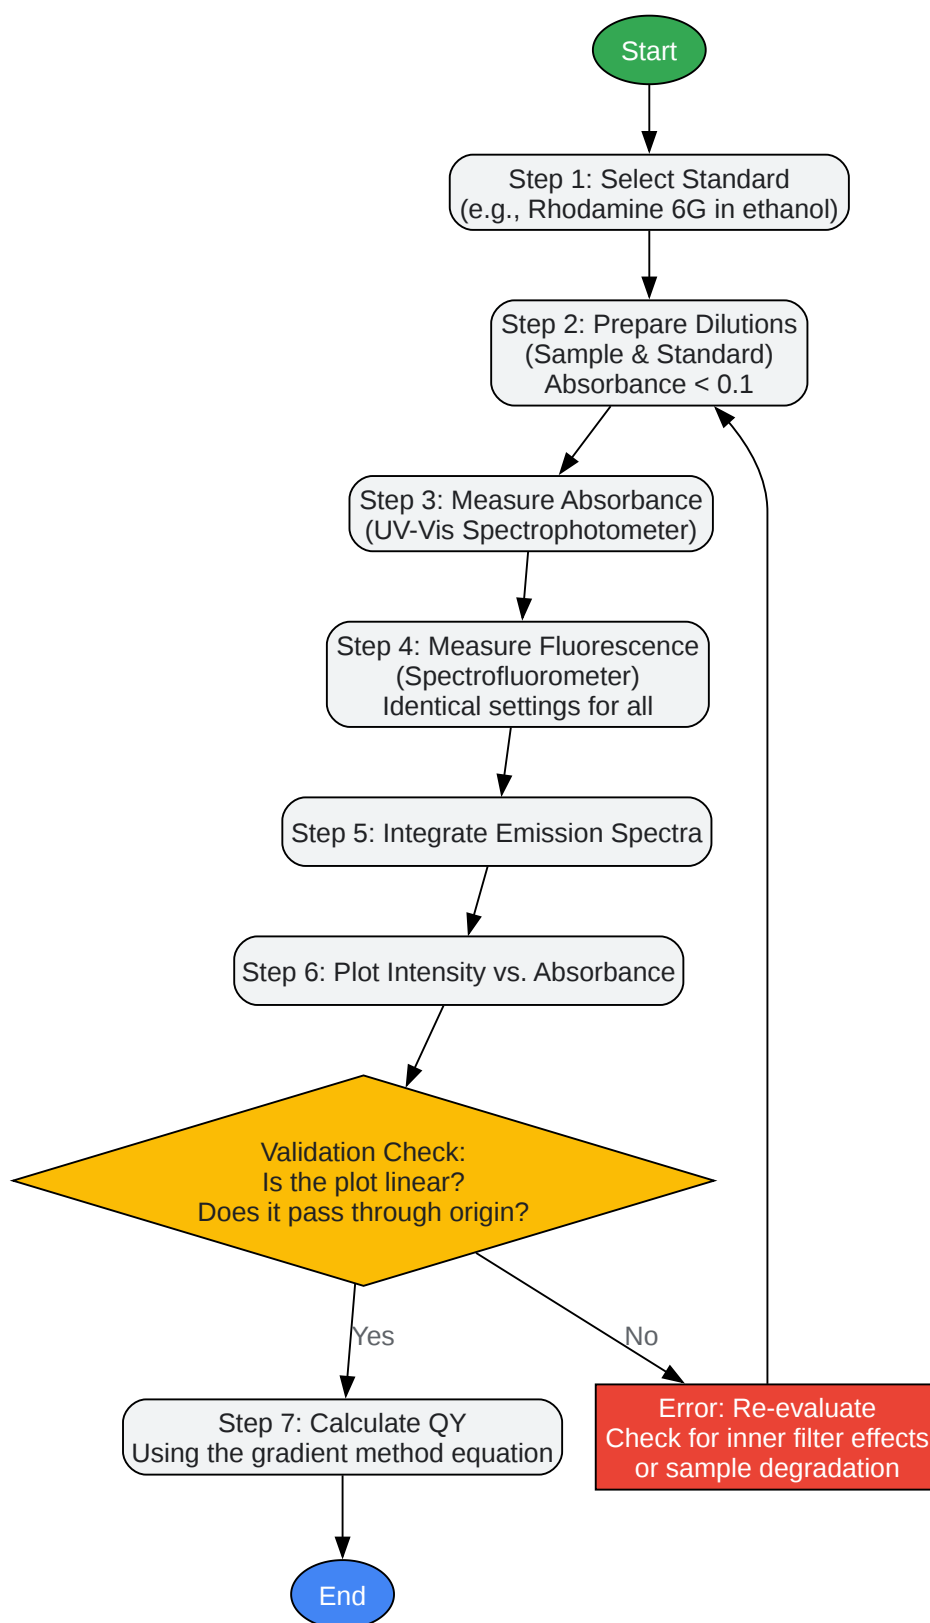 Start
Step 1: Select Standard
(e.g., Rhodamine 6G in ethanol)
Step 2: Prepare Dilutions
(Sample & Standard)
Absorbance < 0.1
Step 3: Measure Absorbance
(UV-Vis Spectrophotometer)
Step 4: Measure Fluorescence
(Spectrofluorometer)
Identical settings for all
Step 5: Integrate Emission Spectra
Step 6: Plot Intensity vs. Absorbance
Validation Check:
Is the plot linear?
Does it pass through origin?
Yes
No
Step 7: Calculate QY
Using the gradient method equation
Error: Re-evaluate
Check for inner filter effects
or sample degradation
End